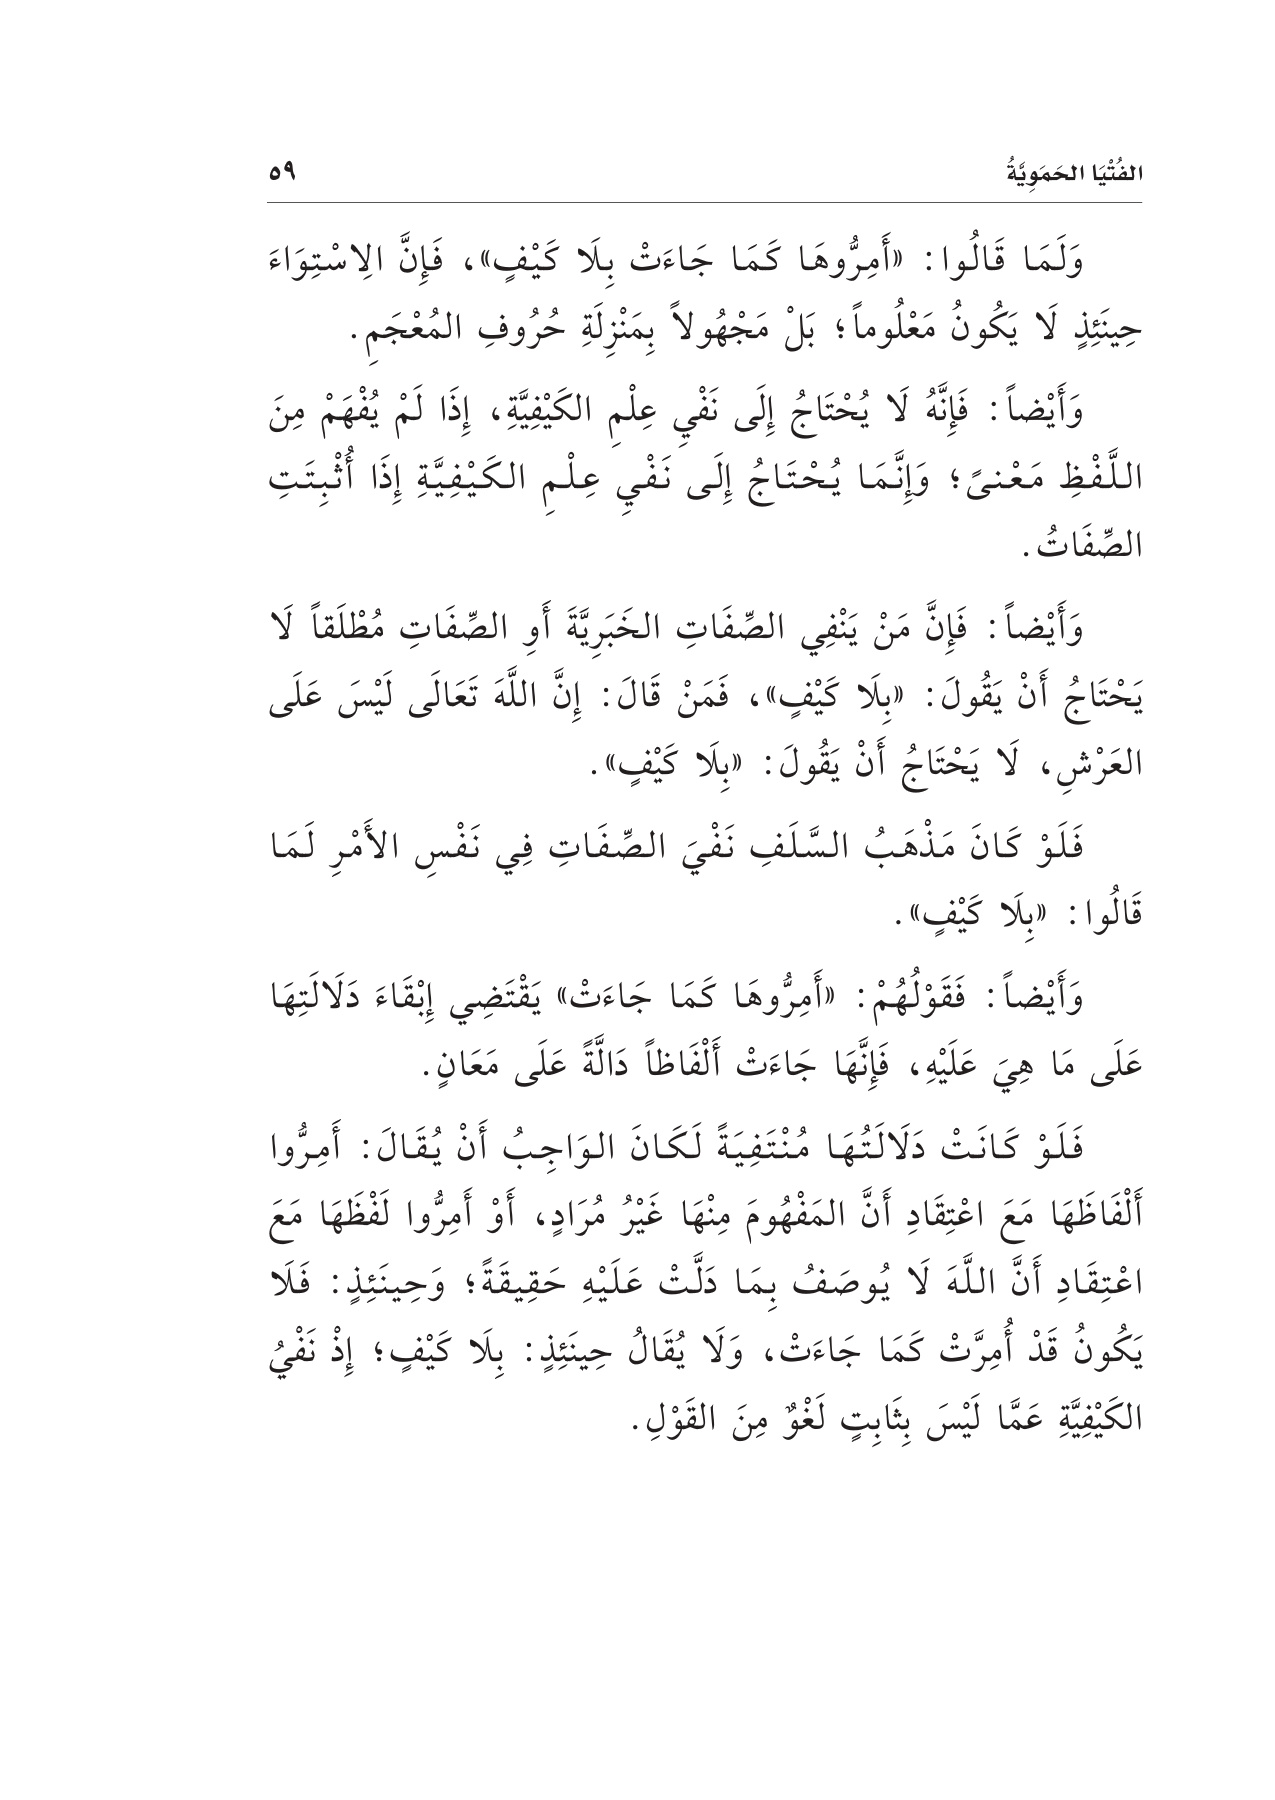 الفُتْيَا الحَمَوِيَّةُ ٥٩
وَلَمَا قَالُوا: «أَمِرُّوهَا كَمَا جَاءَتْ بِلَا كَيْفٍ»، فَإِنَّ الِاسْتِوَاءَ
حِينَئِذٍ لَا يَكُونُ مَعْلُوماً؛ بَلْ مَجْهُولاً بِمَنْزِلَةِ حُرُوفِ المُعْجَمِ.
وَأَيْضاً: فَإِنَّهُ لَا يُحْتَاجُ إِلَى نَفْيِ عِلْمِ الكَيْفِيَّةِ، إِذَا لَمْ يُفْهَمْ مِنَ
اللَّفْظِ مَعْنىً؛ وَإِنَّمَا يُحْتَاجُ إِلَى نَفْيِ عِلْمِ الكَيْفِيَّةِ إِذَا أُثْبِتَتِ
الصِّفَاتُ.
وَأَيْضاً: فَإِنَّ مَنْ يَنْفِي الصِّفَاتِ الخَبَرِيَّةَ أَوِ الصِّفَاتِ مُطْلَقاً لَا
يَحْتَاجُ أَنْ يَقُولَ: «بِلَا كَيْفٍ»، فَمَنْ قَالَ: إِنَّ اللَّهَ تَعَالَى لَيْسَ عَلَى
العَرْشِ، لَا يَحْتَاجُ أَنْ يَقُولَ: «بِلَا كَيْفٍ».
فَلَوْ كَانَ مَذْهَبُ السَّلَفِ نَفْيَ الصِّفَاتِ فِي نَفْسِ الأَمْرِ لَمَا
قَالُوا: «بِلَا كَيْفٍ».
وَأَيْضاً: فَقَوْلُهُمْ: «أَمِرُّوهَا كَمَا جَاءَتْ» يَقْتَضِي إِبْقَاءَ دَلَالَتِهَا
عَلَى مَا هِيَ عَلَيْهِ، فَإِنَّهَا جَاءَتْ أَلْفَاظاً دَالَّةً عَلَى مَعَانٍ.
فَلَوْ كَانَتْ دَلَالَتُهَا مُنْتَفِيَةً لَكَانَ الوَاجِبُ أَنْ يُقَالَ: أَمِرُّوا
أَلْفَاظَهَا مَعَ اعْتِقَادِ أَنَّ المَفْهُومَ مِنْهَا غَيْرُ مُرَادٍ، أَوْ أَمِرُّوا لَفْظَهَا مَعَ
اعْتِقَادِ أَنَّ اللَّهَ لَا يُوصَفُ بِمَا دَلَّتْ عَلَيْهِ حَقِيقَةً؛ وَحِينَئِذٍ: فَلَا
يَكُونُ قَدْ أُمِرَّتْ كَمَا جَاءَتْ، وَلَا يُقَالُ حِينَئِذٍ: بِلَا كَيْفٍ؛ إِذْ نَفْيُ
الكَيْفِيَّةِ عَمَّا لَيْسَ بِثَابِتٍ لَغْوٌ مِنَ القَوْلِ.